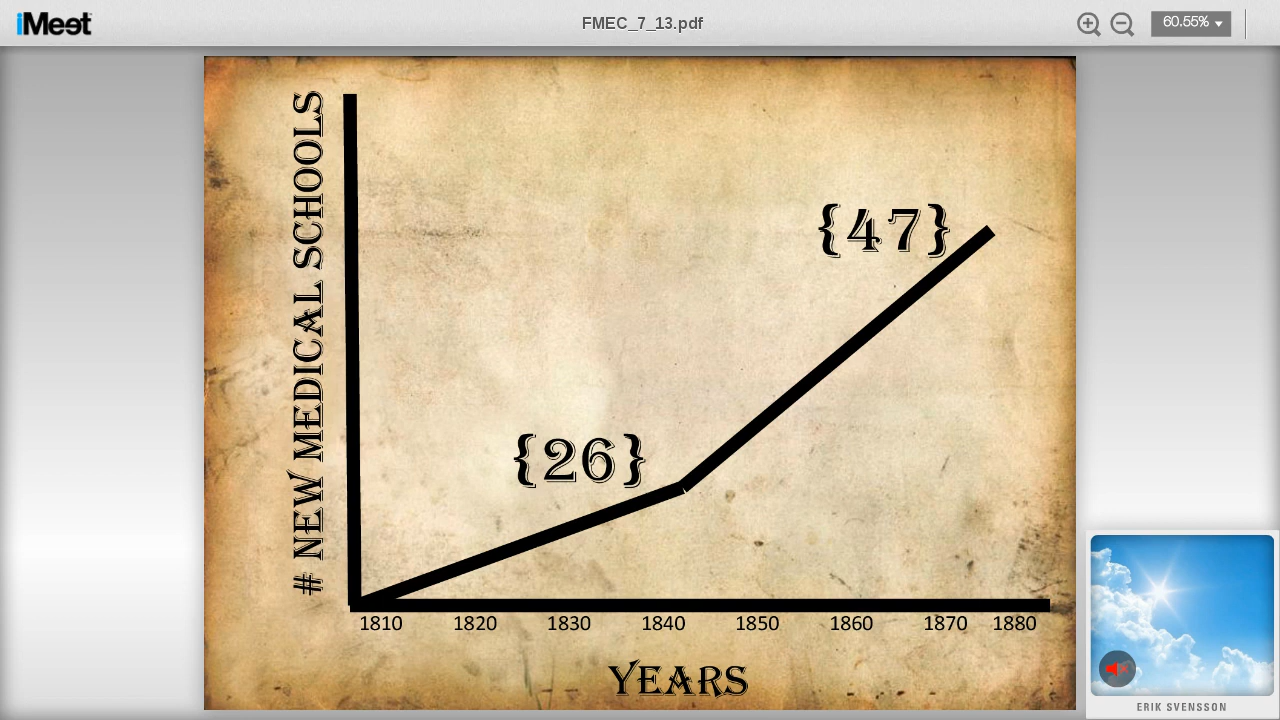 iMeet
FMEC_7_13.pdf
60.55%
# NEW MEDICAL SCHOOLS
{47}
{26}
1810 1820 1830 1840 1850 1860 1870 1880
YEARS
ERIK SVENSSON